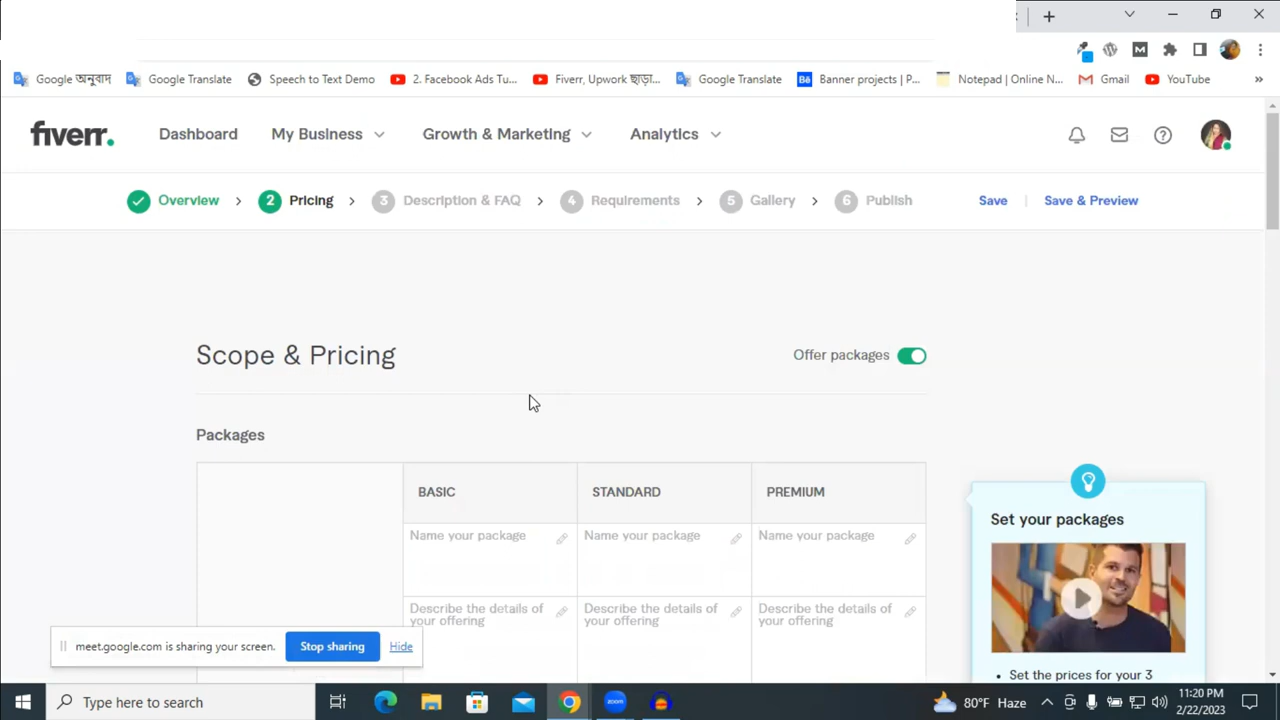 Google অনুবাদ
Google Translate
Speech to Text Demo
2. Facebook Ads Tu...
Fiverr, Upwork ছাড়া...
Google Translate
Bē
Banner projects | P...
Notepad | Online N...
Gmail
YouTube
»
fiverr.
Dashboard
My Business
Growth & Marketing
Analytics
Overview
2 Pricing
3 Description & FAQ
4 Requirements
5 Gallery
6 Publish
Save
Save & Preview
Scope & Pricing
Offer packages
Packages
BASIC
STANDARD
PREMIUM
Name your package
Name your package
Name your package
Describe the details of
your offering
Describe the details of
your offering
Describe the details of
your offering
Set your packages
• Set the prices for your 3
meet.google.com is sharing your screen.
Stop sharing
Hide
Type here to search
zoom
80°F Haze
11:20 PM
2/22/2023